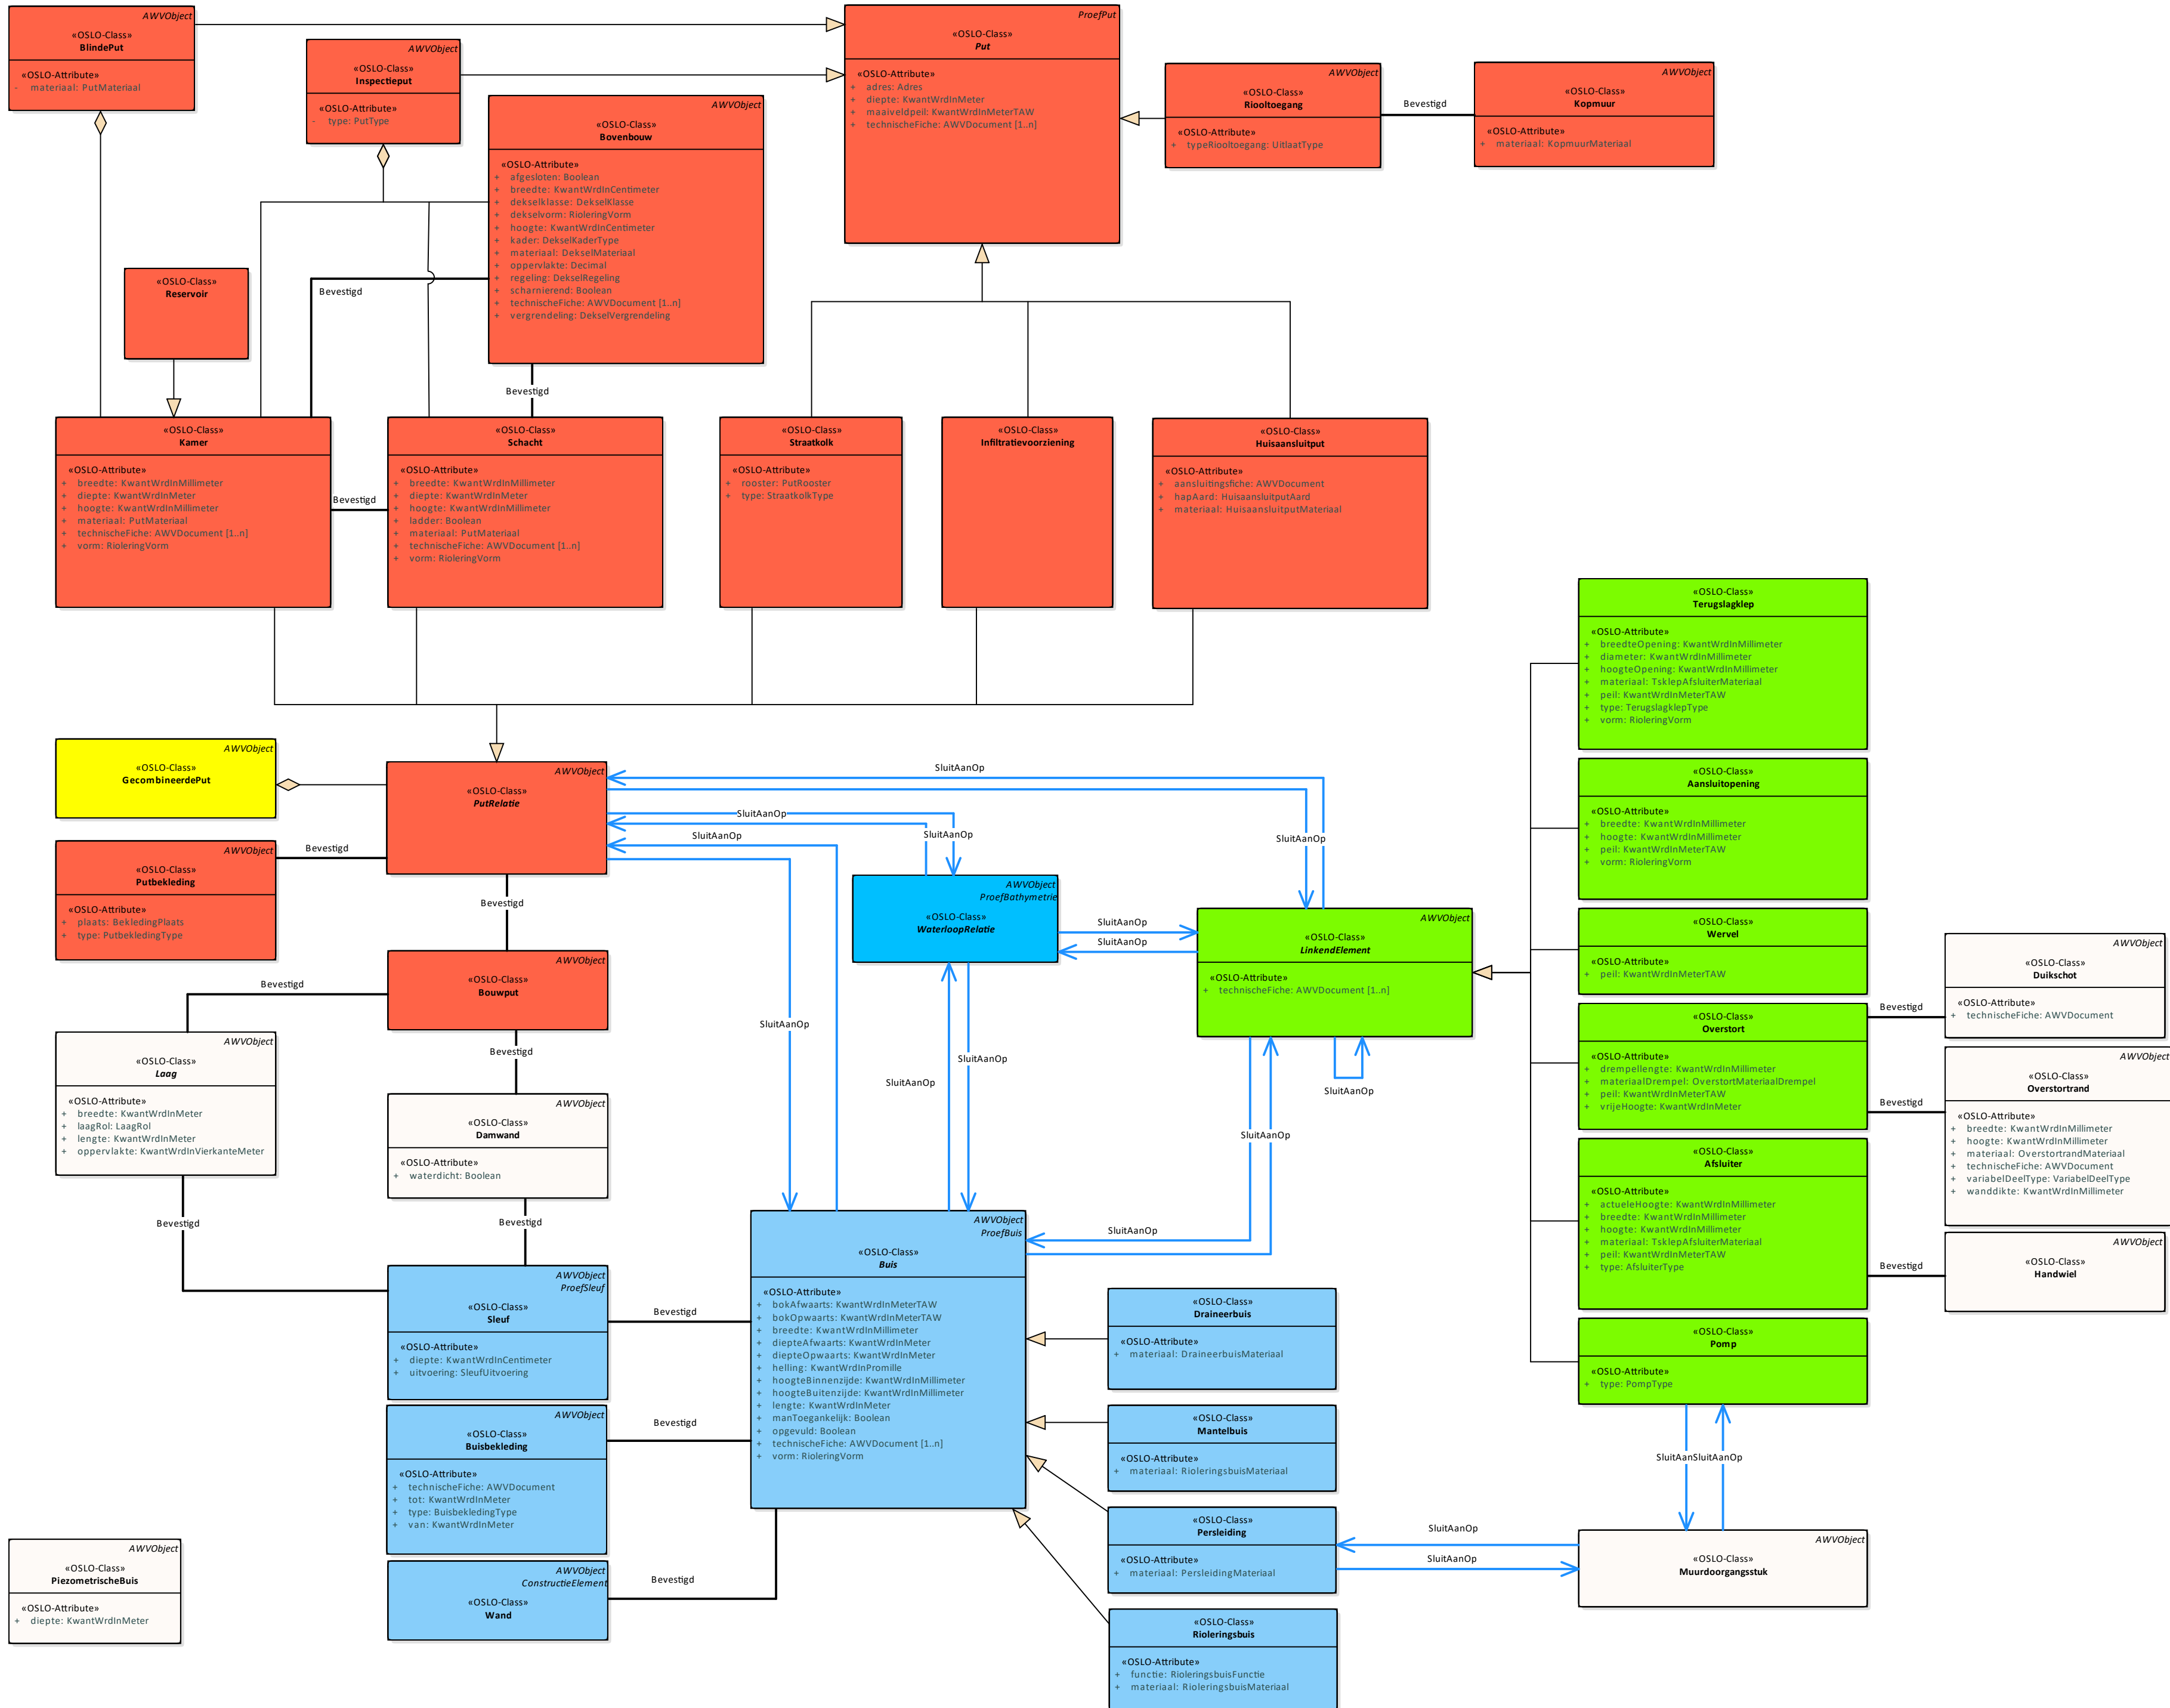 AWVObject
«OSLO-Class»
BlindePut
«OSLO-Attribute»
- materiaal: PutMateriaal
AWVObject
«OSLO-Class»
Inspectieput
«OSLO-Attribute»
- type: PutType
AWVObject
«OSLO-Class»
Bovenbouw
«OSLO-Attribute»
+ afgesloten: Boolean
+ breedte: KwantWrdInCentimeter
+ dekselklasse: DekselKlasse
+ dekselvorm: RioleringVorm
+ hoogte: KwantWrdInCentimeter
+ kader: DekselKaderType
+ materiaal: DekselMateriaal
+ oppervlakte: Decimal
+ regeling: DekselRegeling
+ scharnierend: Boolean
+ technischeFiche: AWVDocument [1..n]
+ vergrendeling: DekselVergrendeling
ProefPut
«OSLO-Class»
Put
«OSLO-Attribute»
+ adres: Adres
+ diepte: KwantWrdInMeter
+ maaiveldpeil: KwantWrdInMeterTAW
+ technischeFiche: AWVDocument [1..n]
AWVObject
«OSLO-Class»
Riooltoegang
«OSLO-Attribute»
+ typeRiooltoegang: UitlaatType
Bevestigd
AWVObject
«OSLO-Class»
Kopmuur
«OSLO-Attribute»
+ materiaal: KopmuurMateriaal
«OSLO-Class»
Reservoir
Bevestigd
Bevestigd
«OSLO-Class»
Kamer
«OSLO-Attribute»
+ breedte: KwantWrdInMillimeter
+ diepte: KwantWrdInMeter
+ hoogte: KwantWrdInMillimeter
+ materiaal: PutMateriaal
+ technischeFiche: AWVDocument [1..n]
+ vorm: RioleringVorm
Bevestigd
«OSLO-Class»
Schacht
«OSLO-Attribute»
+ breedte: KwantWrdInMillimeter
+ diepte: KwantWrdInMeter
+ hoogte: KwantWrdInMillimeter
+ ladder: Boolean
+ materiaal: PutMateriaal
+ technischeFiche: AWVDocument [1..n]
+ vorm: RioleringVorm
«OSLO-Class»
Straatkolk
«OSLO-Attribute»
+ rooster: PutRooster
+ type: StraatkolkType
«OSLO-Class»
Infiltratievoorziening
«OSLO-Class»
Huisaansluitput
«OSLO-Attribute»
+ aansluitingsfiche: AWVDocument
+ hapAard: HuisaansluitputAard
+ materiaal: HuisaansluitputMateriaal
«OSLO-Class»
Terugslagklep
«OSLO-Attribute»
+ breedteOpening: KwantWrdInMillimeter
+ diameter: KwantWrdInMillimeter
+ hoogteOpening: KwantWrdInMillimeter
+ materiaal: TsklepAfsluiterMateriaal
+ peil: KwantWrdInMeterTAW
+ type: TerugslagklepType
+ vorm: RioleringVorm
AWVObject
«OSLO-Class»
GecombineerdePut
AWVObject
«OSLO-Class»
PutRelatie
SluitAanOp
SluitAanOp
SluitAanOp
SluitAanOp
SluitAanOp
«OSLO-Class»
Aansluitopening
«OSLO-Attribute»
+ breedte: KwantWrdInMillimeter
+ hoogte: KwantWrdInMillimeter
+ peil: KwantWrdInMeterTAW
+ vorm: RioleringVorm
AWVObject
«OSLO-Class»
Putbekleding
«OSLO-Attribute»
+ plaats: BekledingPlaats
+ type: PutbekledingType
Bevestigd
Bevestigd
AWVObject
ProefBathymetrie
«OSLO-Class»
WaterloopRelatie
SluitAanOp
SluitAanOp
AWVObject
«OSLO-Class»
LinkendElement
«OSLO-Attribute»
+ technischeFiche: AWVDocument [1..n]
«OSLO-Class»
Wervel
«OSLO-Attribute»
+ peil: KwantWrdInMeterTAW
AWVObject
«OSLO-Class»
Duikschot
«OSLO-Attribute»
+ technischeFiche: AWVDocument
Bevestigd
AWVObject
«OSLO-Class»
Bouwput
Bevestigd
Bevestigd
«OSLO-Class»
Overstort
«OSLO-Attribute»
+ drempellengte: KwantWrdInMillimeter
+ materiaalDrempel: OverstortMateriaalDrempel
+ peil: KwantWrdInMeterTAW
+ vrijeHoogte: KwantWrdInMeter
Bevestigd
AWVObject
«OSLO-Class»
Overstortrand
«OSLO-Attribute»
+ breedte: KwantWrdInMillimeter
+ hoogte: KwantWrdInMillimeter
+ materiaal: OverstortrandMateriaal
+ technischeFiche: AWVDocument
+ variabelDeelType: VariabelDeelType
+ wanddikte: KwantWrdInMillimeter
AWVObject
«OSLO-Class»
Laag
«OSLO-Attribute»
+ breedte: KwantWrdInMeter
+ laagRol: LaagRol
+ lengte: KwantWrdInMeter
+ oppervlakte: KwantWrdInVierkanteMeter
AWVObject
«OSLO-Class»
Damwand
«OSLO-Attribute»
+ waterdicht: Boolean
SluitAanOp
SluitAanOp
SluitAanOp
SluitAanOp
SluitAanOp
SluitAanOp
«OSLO-Class»
Afsluiter
«OSLO-Attribute»
+ actueleHoogte: KwantWrdInMillimeter
+ breedte: KwantWrdInMillimeter
+ hoogte: KwantWrdInMillimeter
+ materiaal: TsklepAfsluiterMateriaal
+ peil: KwantWrdInMeterTAW
+ type: AfsluiterType
Bevestigd
AWVObject
«OSLO-Class»
Handwiel
Bevestigd
Bevestigd
AWVObject
ProefSleuf
«OSLO-Class»
Sleuf
«OSLO-Attribute»
+ diepte: KwantWrdInCentimeter
+ uitvoering: SleufUitvoering
Bevestigd
AWVObject
ProefBuis
«OSLO-Class»
Buis
«OSLO-Attribute»
+ bokAfwaarts: KwantWrdInMeterTAW
+ bokOpwaarts: KwantWrdInMeterTAW
+ breedte: KwantWrdInMillimeter
+ diepteAfwaarts: KwantWrdInMeter
+ diepteOpwaarts: KwantWrdInMeter
+ helling: KwantWrdInPromille
+ hoogteBinnenzijde: KwantWrdInMillimeter
+ hoogteBuitenzijde: KwantWrdInMillimeter
+ lengte: KwantWrdInMeter
+ manToegankelijk: Boolean
+ opgevuld: Boolean
+ technischeFiche: AWVDocument [1..n]
+ vorm: RioleringVorm
«OSLO-Class»
Draineerbuis
«OSLO-Attribute»
+ materiaal: DraineerbuisMateriaal
«OSLO-Class»
Pomp
«OSLO-Attribute»
+ type: PompType
AWVObject
«OSLO-Class»
Buisbekleding
«OSLO-Attribute»
+ technischeFiche: AWVDocument
+ tot: KwantWrdInMeter
+ type: BuisbekledingType
+ van: KwantWrdInMeter
Bevestigd
«OSLO-Class»
Mantelbuis
«OSLO-Attribute»
+ materiaal: RioleringsbuisMateriaal
SluitAanSluitAanOp
AWVObject
«OSLO-Class»
PiezometrischeBuis
«OSLO-Attribute»
+ diepte: KwantWrdInMeter
AWVObject
ConstructieElement
«OSLO-Class»
Wand
Bevestigd
«OSLO-Class»
Persleiding
«OSLO-Attribute»
+ materiaal: PersleidingMateriaal
SluitAanOp
SluitAanOp
AWVObject
«OSLO-Class»
Muurdoorgangsstuk
«OSLO-Class»
Rioleringsbuis
«OSLO-Attribute»
+ functie: RioleringsbuisFunctie
+ materiaal: RioleringsbuisMateriaal